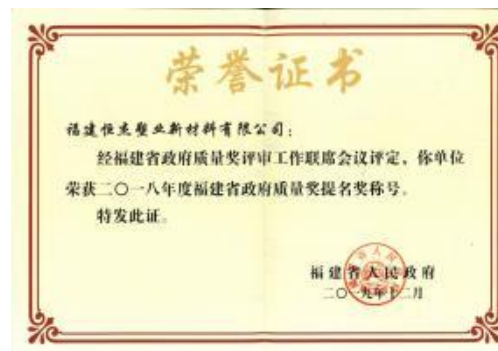 荣誉证书
福建恒杰塑业新材料有限公司：
经福建省政府质量奖评审工作联席会议评定，你单位
荣获二〇一八年度福建省政府质量奖提名奖称号。
特发此证。
福建省人民政府
二〇一九年十二月